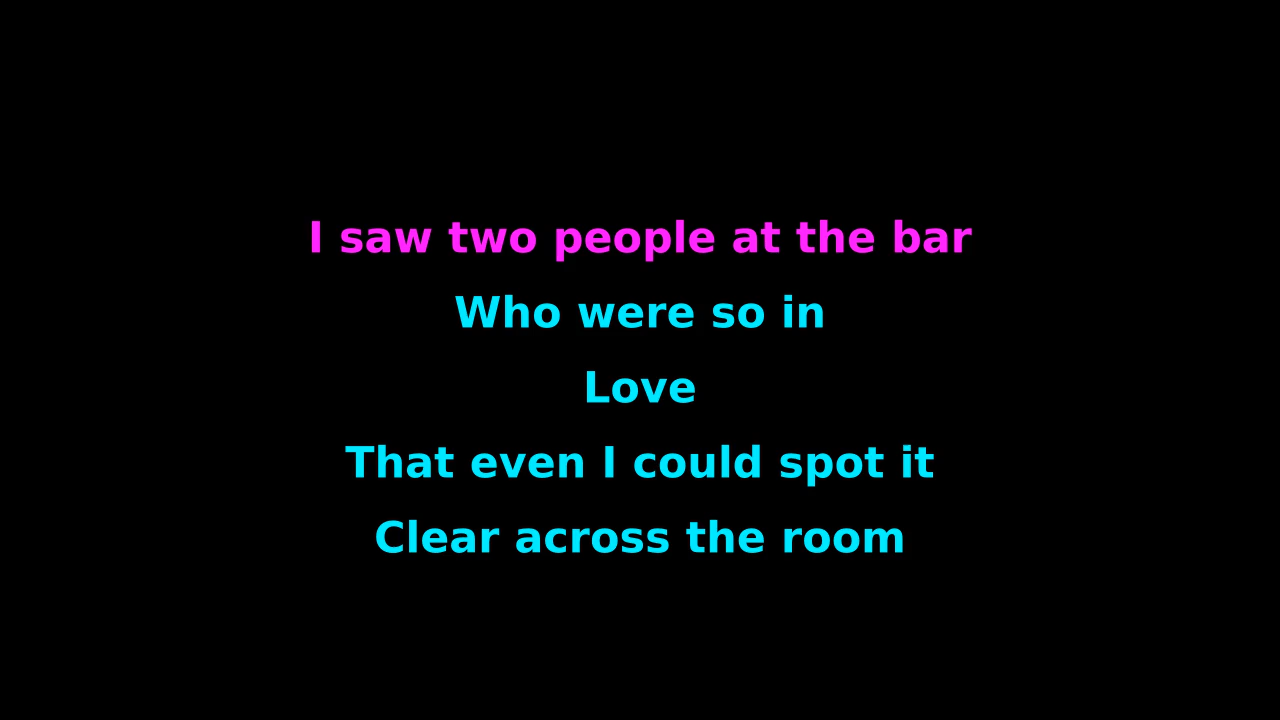 I saw two people at the bar
Who were so in
Love
That even I could spot it
Clear across the room